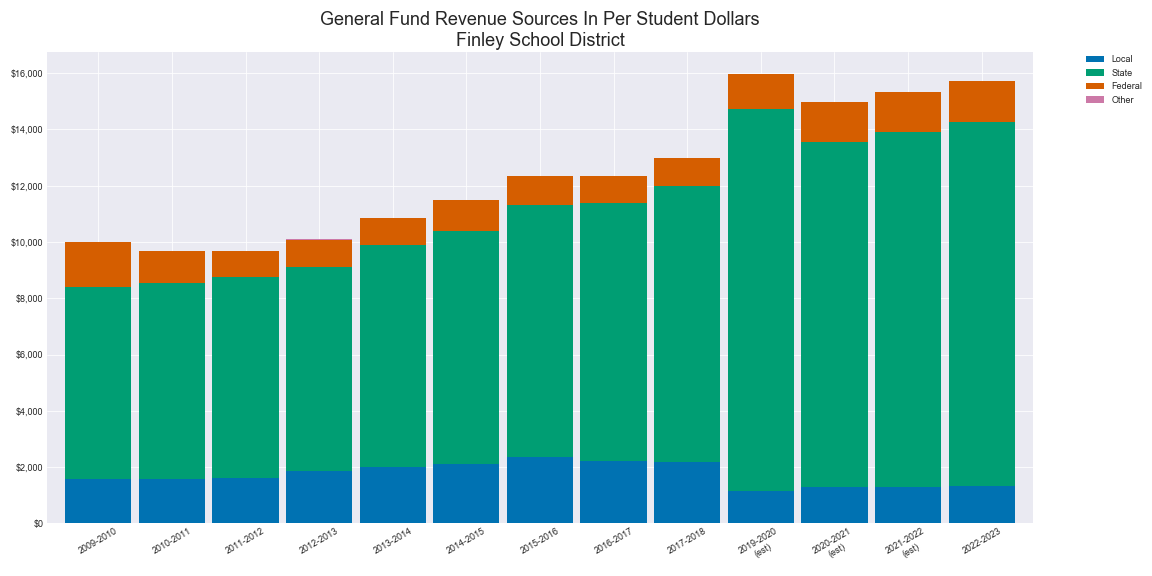 General Fund Revenue Sources In Per Student Dollars
Finley School District
Local
State
Federal
Other
$16,000
$14,000
$12,000
$10,000
$8,000
$6,000
$4,000
$2,000
$0
2009-2010
2010-2011
2011-2012
2012-2013
2013-2014
2014-2015
2015-2016
2016-2017
2017-2018
2019-2020
(est)
2020-2021
(est)
2021-2022
(est)
2022-2023